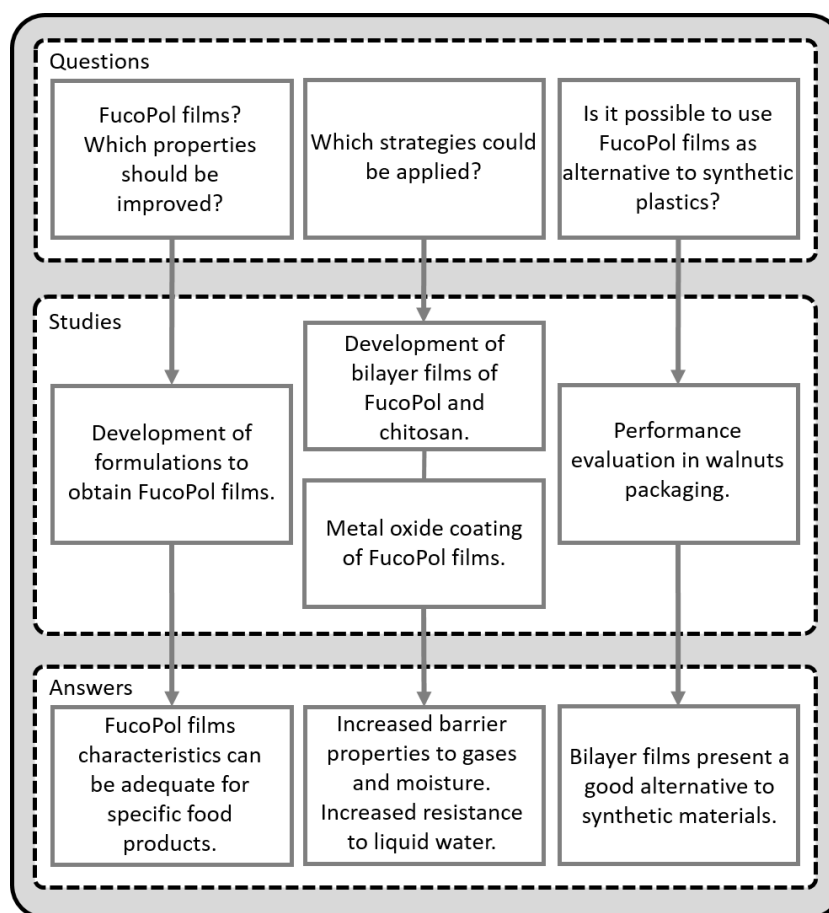 Questions
FucoPol films?
Which properties
should be
improved?
Which strategies could
be applied?
Is it possible to use
FucoPol films as
alternative to synthetic
plastics?
Studies
Development of
formulations to
obtain FucoPol films.
Development of
bilayer films of
FucoPol and
chitosan.
Metal oxide coating
of FucoPol films.
Performance
evaluation in walnuts
packaging.
Answers
FucoPol films
characteristics can
be adequate for
specific food
products.
Increased barrier
properties to gases
and moisture.
Increased resistance
to liquid water.
Bilayer films present a
good alternative to
synthetic materials.